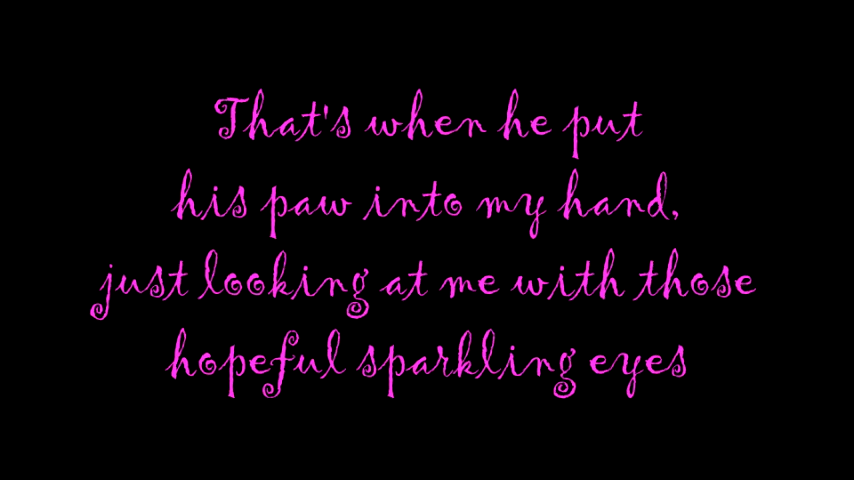 That's when he put
his paw into my hand,
just looking at me with those
hopeful sparkling eyes